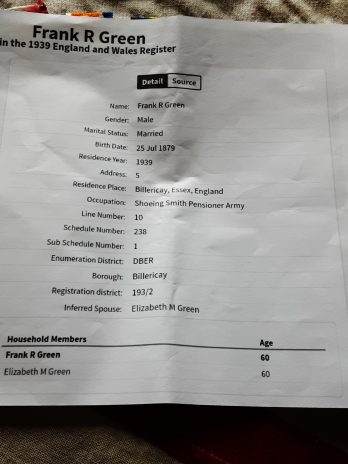 Frank R Green
in the 1939 England and Wales Register
Detail Source
Name: Frank R Green
Gender: Male
Marital Status: Married
Birth Date: 25 Jul 1879
Residence Year: 1939
Address: 5
Residence Place: Billericay, Essex, England
Occupation: Shoeing Smith Pensioner Army
Line Number: 10
Schedule Number: 238
Sub Schedule Number: 1
Enumeration District: DBER
Borough: Billericay
Registration district: 193/2
Inferred Spouse: Elizabeth M Green
Household Members Age
Frank R Green 60
Elizabeth M Green 60